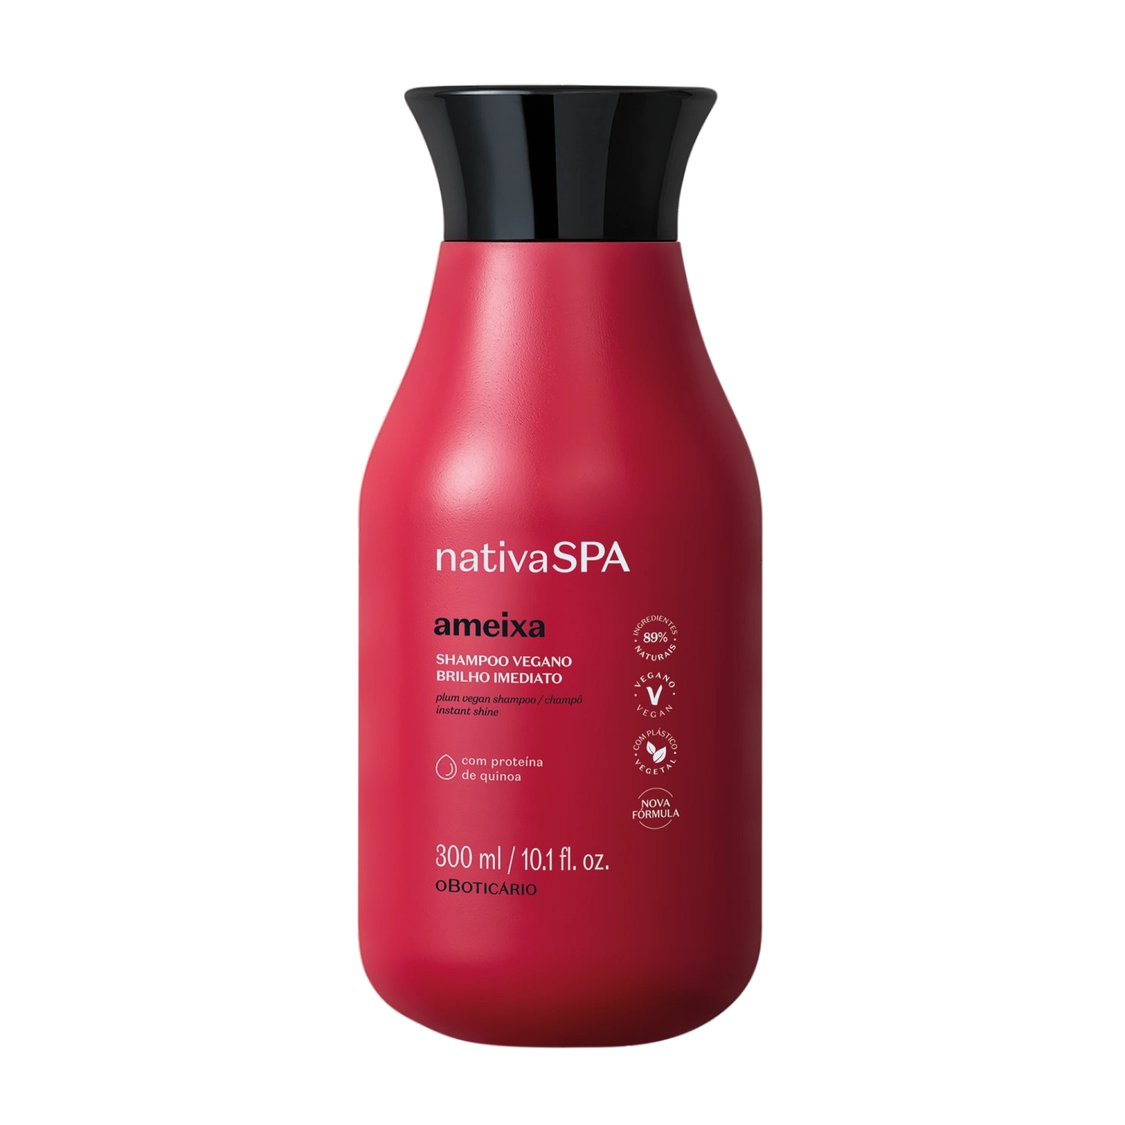 nativaSPA
ameixa
SHAMPOO VEGANO
BRILHO IMEDIATO
plum vegan shampoo / champô
instant shine
com proteína
de quinoa
300 ml / 10.1 fl. oz.
oBoticário
INGREDIENTES
89%
NATURAIS
VEGANO
V
VEGAN
COM PLÁSTICO
VEGETAL
NOVA
FÓRMULA